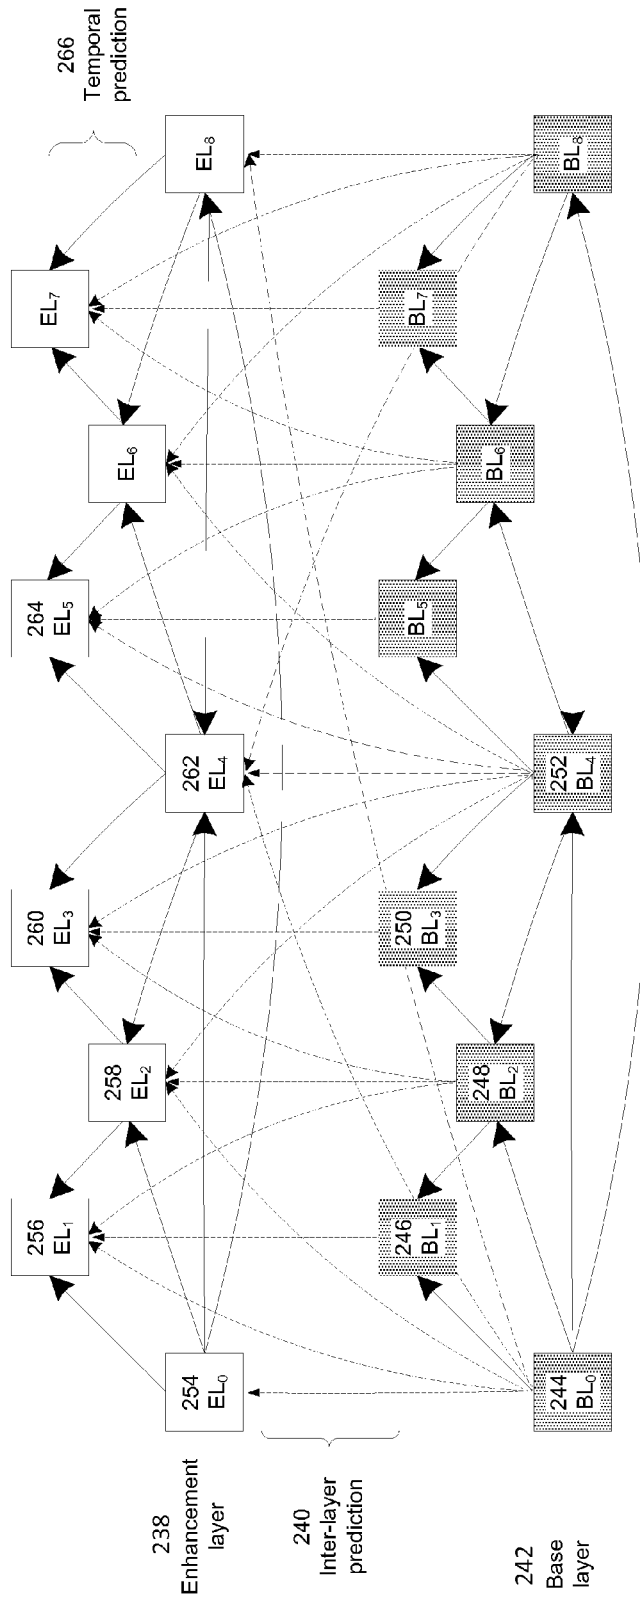 266
Temporal
prediction
EL7
EL8
264
EL5
EL6
260
EL3
262
EL4
256
EL1
258
EL2
254
EL0
238
Enhancement
layer
240
Inter-layer
prediction
BL7
BL8
BL5
BL6
250
BL3
252
BL4
246
BL1
248
BL2
244
BL0
242
Base
layer